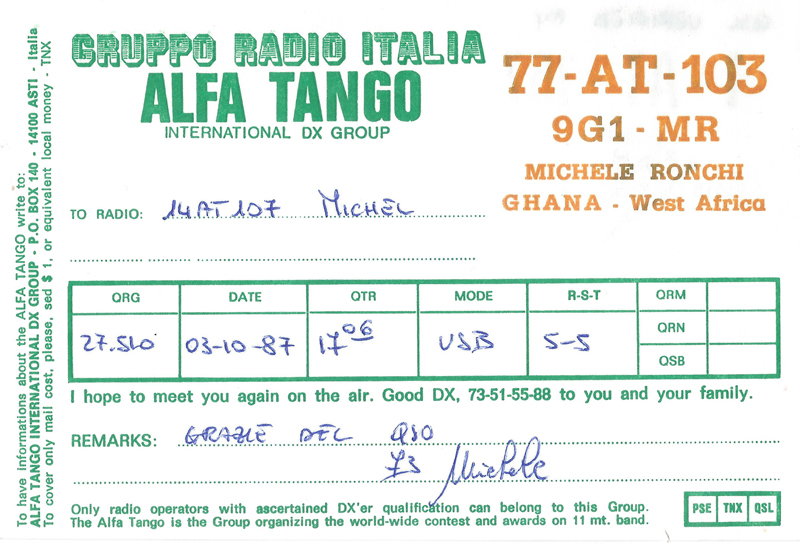 GRUPPO RADIO ITALIA
ALFA TANGO
INTERNATIONAL DX GROUP
77-AT-103
9G1-MR
MICHELE RONCHI
GHANA - West Africa
TO RADIO: 14AT107 MICHEL
QRG DATE QTR MODE R-S-T QRM
QRN
QSB
27.510 03-10-87 17 06 USB 5-5
I hope to meet you again on the air. Good DX, 73-51-55-88 to you and your family.
REMARKS: GRAZIE DEL QSO
73 Michele
Only radio operators with ascertained DX'er qualification can belong to this Group.
The Alfa Tango is the Group organizing the world-wide contest and awards on 11 mt. band.
PSE TNX QSL
To have Informations about the ALFA TANGO write to:
ALFA TANGO INTERNATIONAL DX GROUP - P.O. BOX 140 - 14100 ASTI - Italia
To cover only mail cost, please, sed $ 1, or equivalent local money - TNX